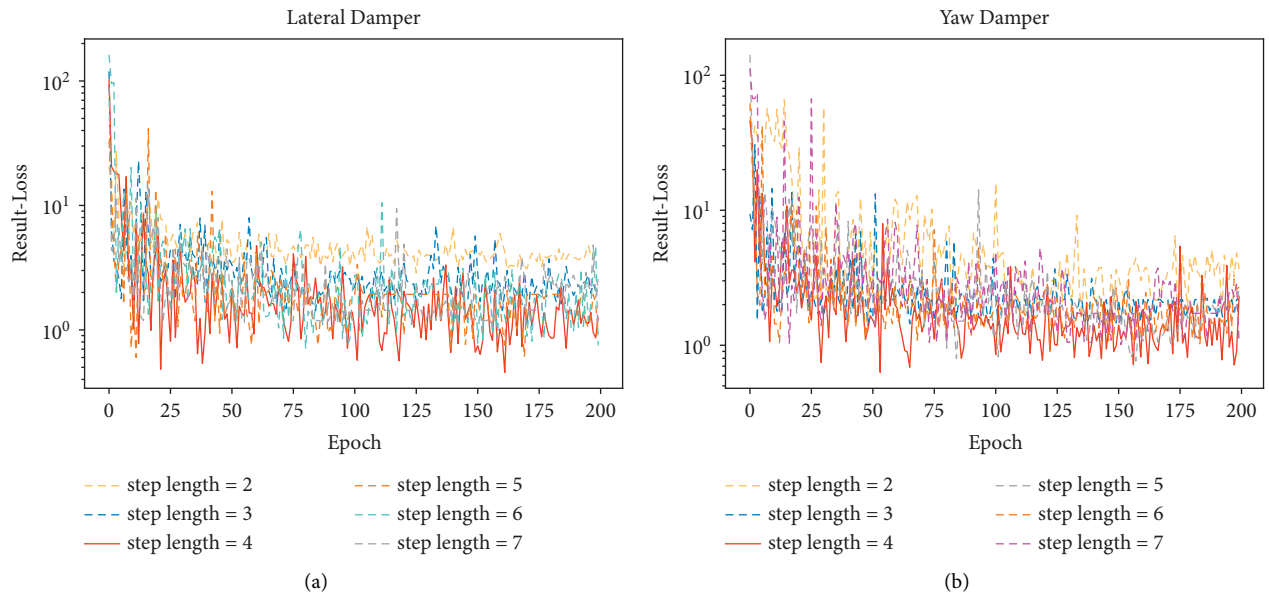 Lateral Damper
Result-Loss
10²
10¹
10⁰
0 25 50 75 100 125 150 175 200
Epoch
step length = 2
step length = 3
step length = 4
step length = 5
step length = 6
step length = 7
(a)
Yaw Damper
Result-Loss
10²
10¹
10⁰
0 25 50 75 100 125 150 175 200
Epoch
step length = 2
step length = 3
step length = 4
step length = 5
step length = 6
step length = 7
(b)